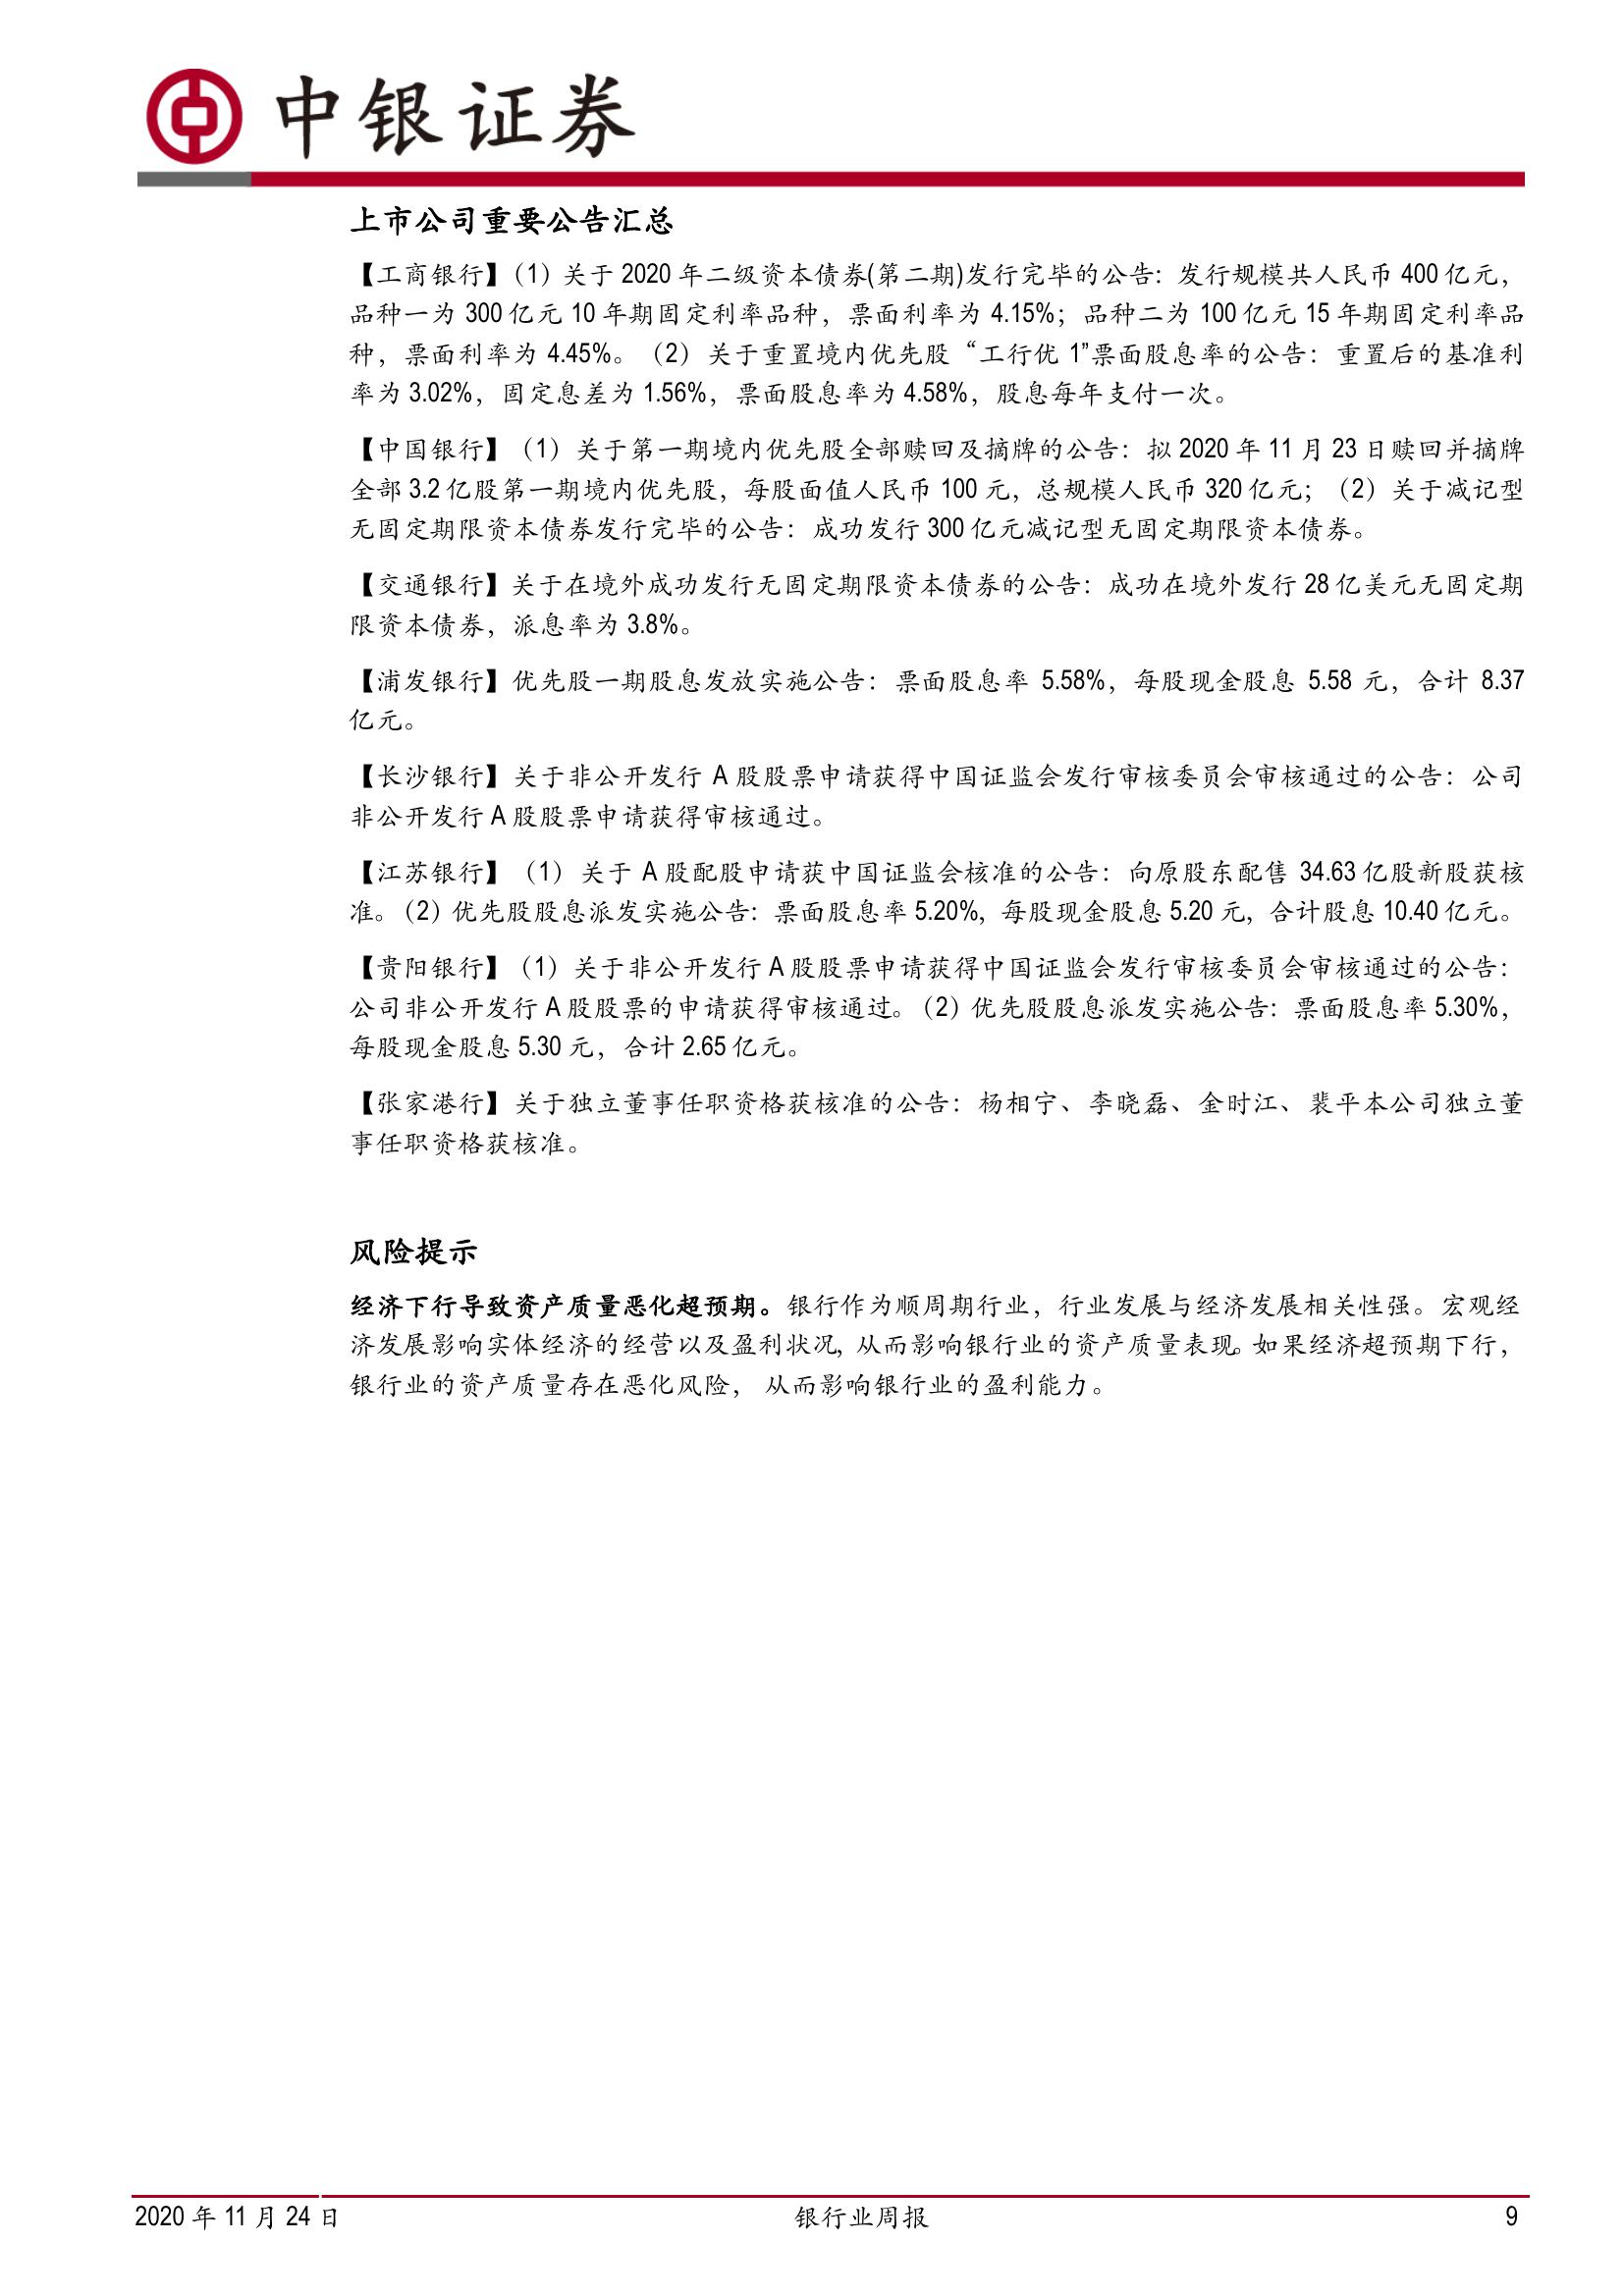 中银证券
上市公司重要公告汇总
【工商银行】（1）关于 2020 年二级资本债券(第二期)发行完毕的公告：发行规模共人民币 400 亿元，
品种一为 300 亿元 10 年期固定利率品种，票面利率为 4.15%；品种二为 100 亿元 15 年期固定利率品
种，票面利率为 4.45%。（2）关于重置境内优先股“工行优 1”票面股息率的公告：重置后的基准利
率为 3.02%，固定息差为 1.56%，票面股息率为 4.58%，股息每年支付一次。
【中国银行】（1）关于第一期境内优先股全部赎回及摘牌的公告：拟 2020 年 11 月 23 日赎回并摘牌
全部 3.2 亿股第一期境内优先股，每股面值人民币 100 元，总规模人民币 320 亿元；（2）关于减记型
无固定期限资本债券发行完毕的公告：成功发行 300 亿元减记型无固定期限资本债券。
【交通银行】关于在境外成功发行无固定期限资本债券的公告：成功在境外发行 28 亿美元无固定期
限资本债券，派息率为 3.8%。
【浦发银行】优先股一期股息发放实施公告：票面股息率 5.58%，每股现金股息 5.58 元，合计 8.37
亿元。
【长沙银行】关于非公开发行 A 股股票申请获得中国证监会发行审核委员会审核通过的公告：公司
非公开发行 A 股股票申请获得审核通过。
【江苏银行】（1）关于 A 股配股申请获中国证监会核准的公告：向原股东配售 34.63 亿股新股获核
准。（2）优先股股息派发实施公告：票面股息率 5.20%，每股现金股息 5.20 元，合计股息 10.40 亿元。
【贵阳银行】（1）关于非公开发行 A 股股票申请获得中国证监会发行审核委员会审核通过的公告：
公司非公开发行 A 股股票的申请获得审核通过。（2）优先股股息派发实施公告：票面股息率 5.30%，
每股现金股息 5.30 元，合计 2.65 亿元。
【张家港行】关于独立董事任职资格获核准的公告：杨相宁、李晓磊、金时江、裴平本公司独立董
事任职资格获核准。
风险提示
经济下行导致资产质量恶化超预期。银行作为顺周期行业，行业发展与经济发展相关性强。宏观经
济发展影响实体经济的经营以及盈利状况，从而影响银行业的资产质量表现。如果经济超预期下行，
银行业的资产质量存在恶化风险， 从而影响银行业的盈利能力。
2020 年 11 月 24 日 银行业周报 9